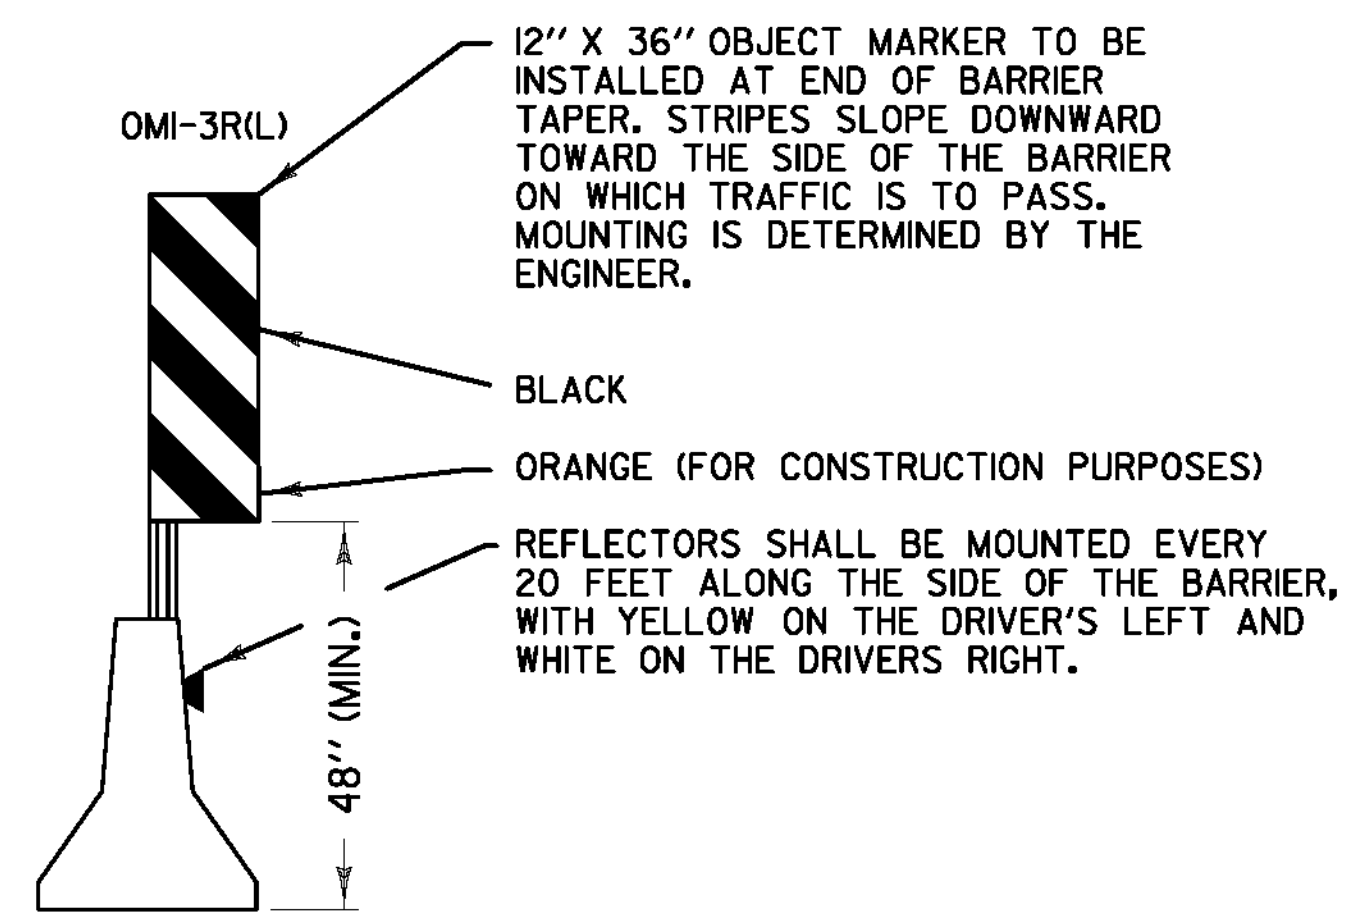 OMI-3R(L)
12" X 36" OBJECT MARKER TO BE
INSTALLED AT END OF BARRIER
TAPER. STRIPES SLOPE DOWNWARD
TOWARD THE SIDE OF THE BARRIER
ON WHICH TRAFFIC IS TO PASS.
MOUNTING IS DETERMINED BY THE
ENGINEER.
BLACK
ORANGE (FOR CONSTRUCTION PURPOSES)
REFLECTORS SHALL BE MOUNTED EVERY
20 FEET ALONG THE SIDE OF THE BARRIER,
WITH YELLOW ON THE DRIVER'S LEFT AND
WHITE ON THE DRIVERS RIGHT.
48" (MIN.)